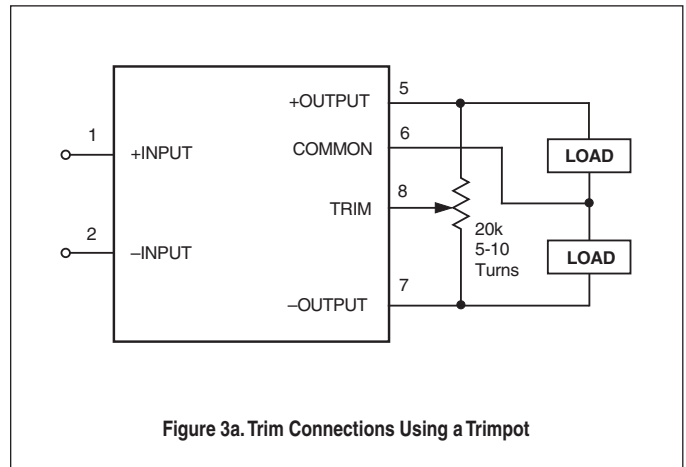 5
+OUTPUT
6
1
COMMON
LOAD
+INPUT
8
TRIM
20k
5-10
Turns
2
LOAD
–INPUT
7
–OUTPUT
Figure 3a. Trim Connections Using a Trimpot